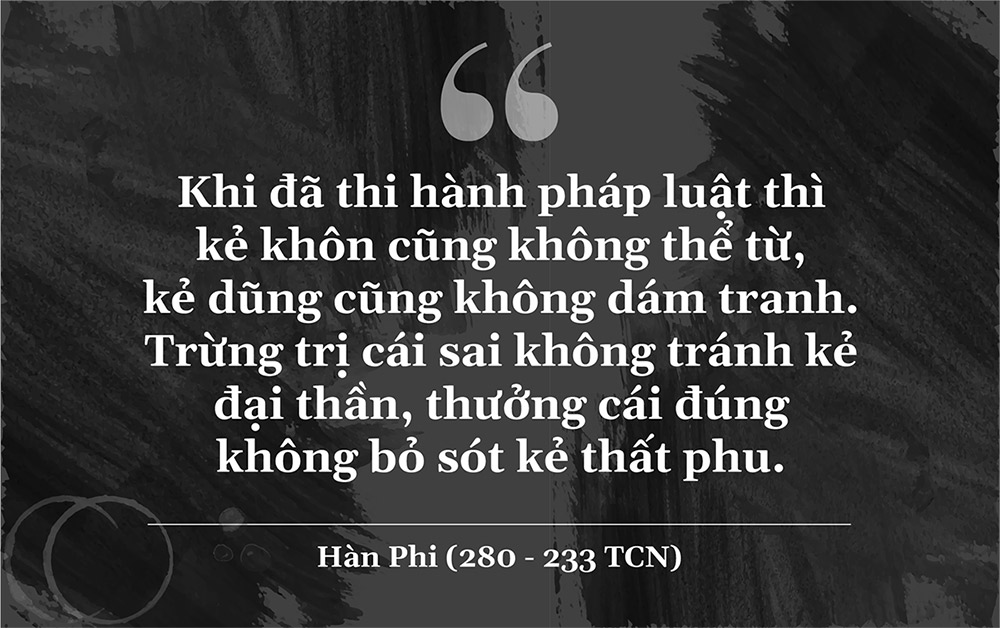 “
Khi đã thi hành pháp luật thì
kẻ khôn cũng không thể từ,
kẻ dũng cũng không dám tranh.
Trừng trị cái sai không tránh kẻ
đại thần, thưởng cái đúng
không bỏ sót kẻ thất phu.
Hàn Phi (280 - 233 TCN)